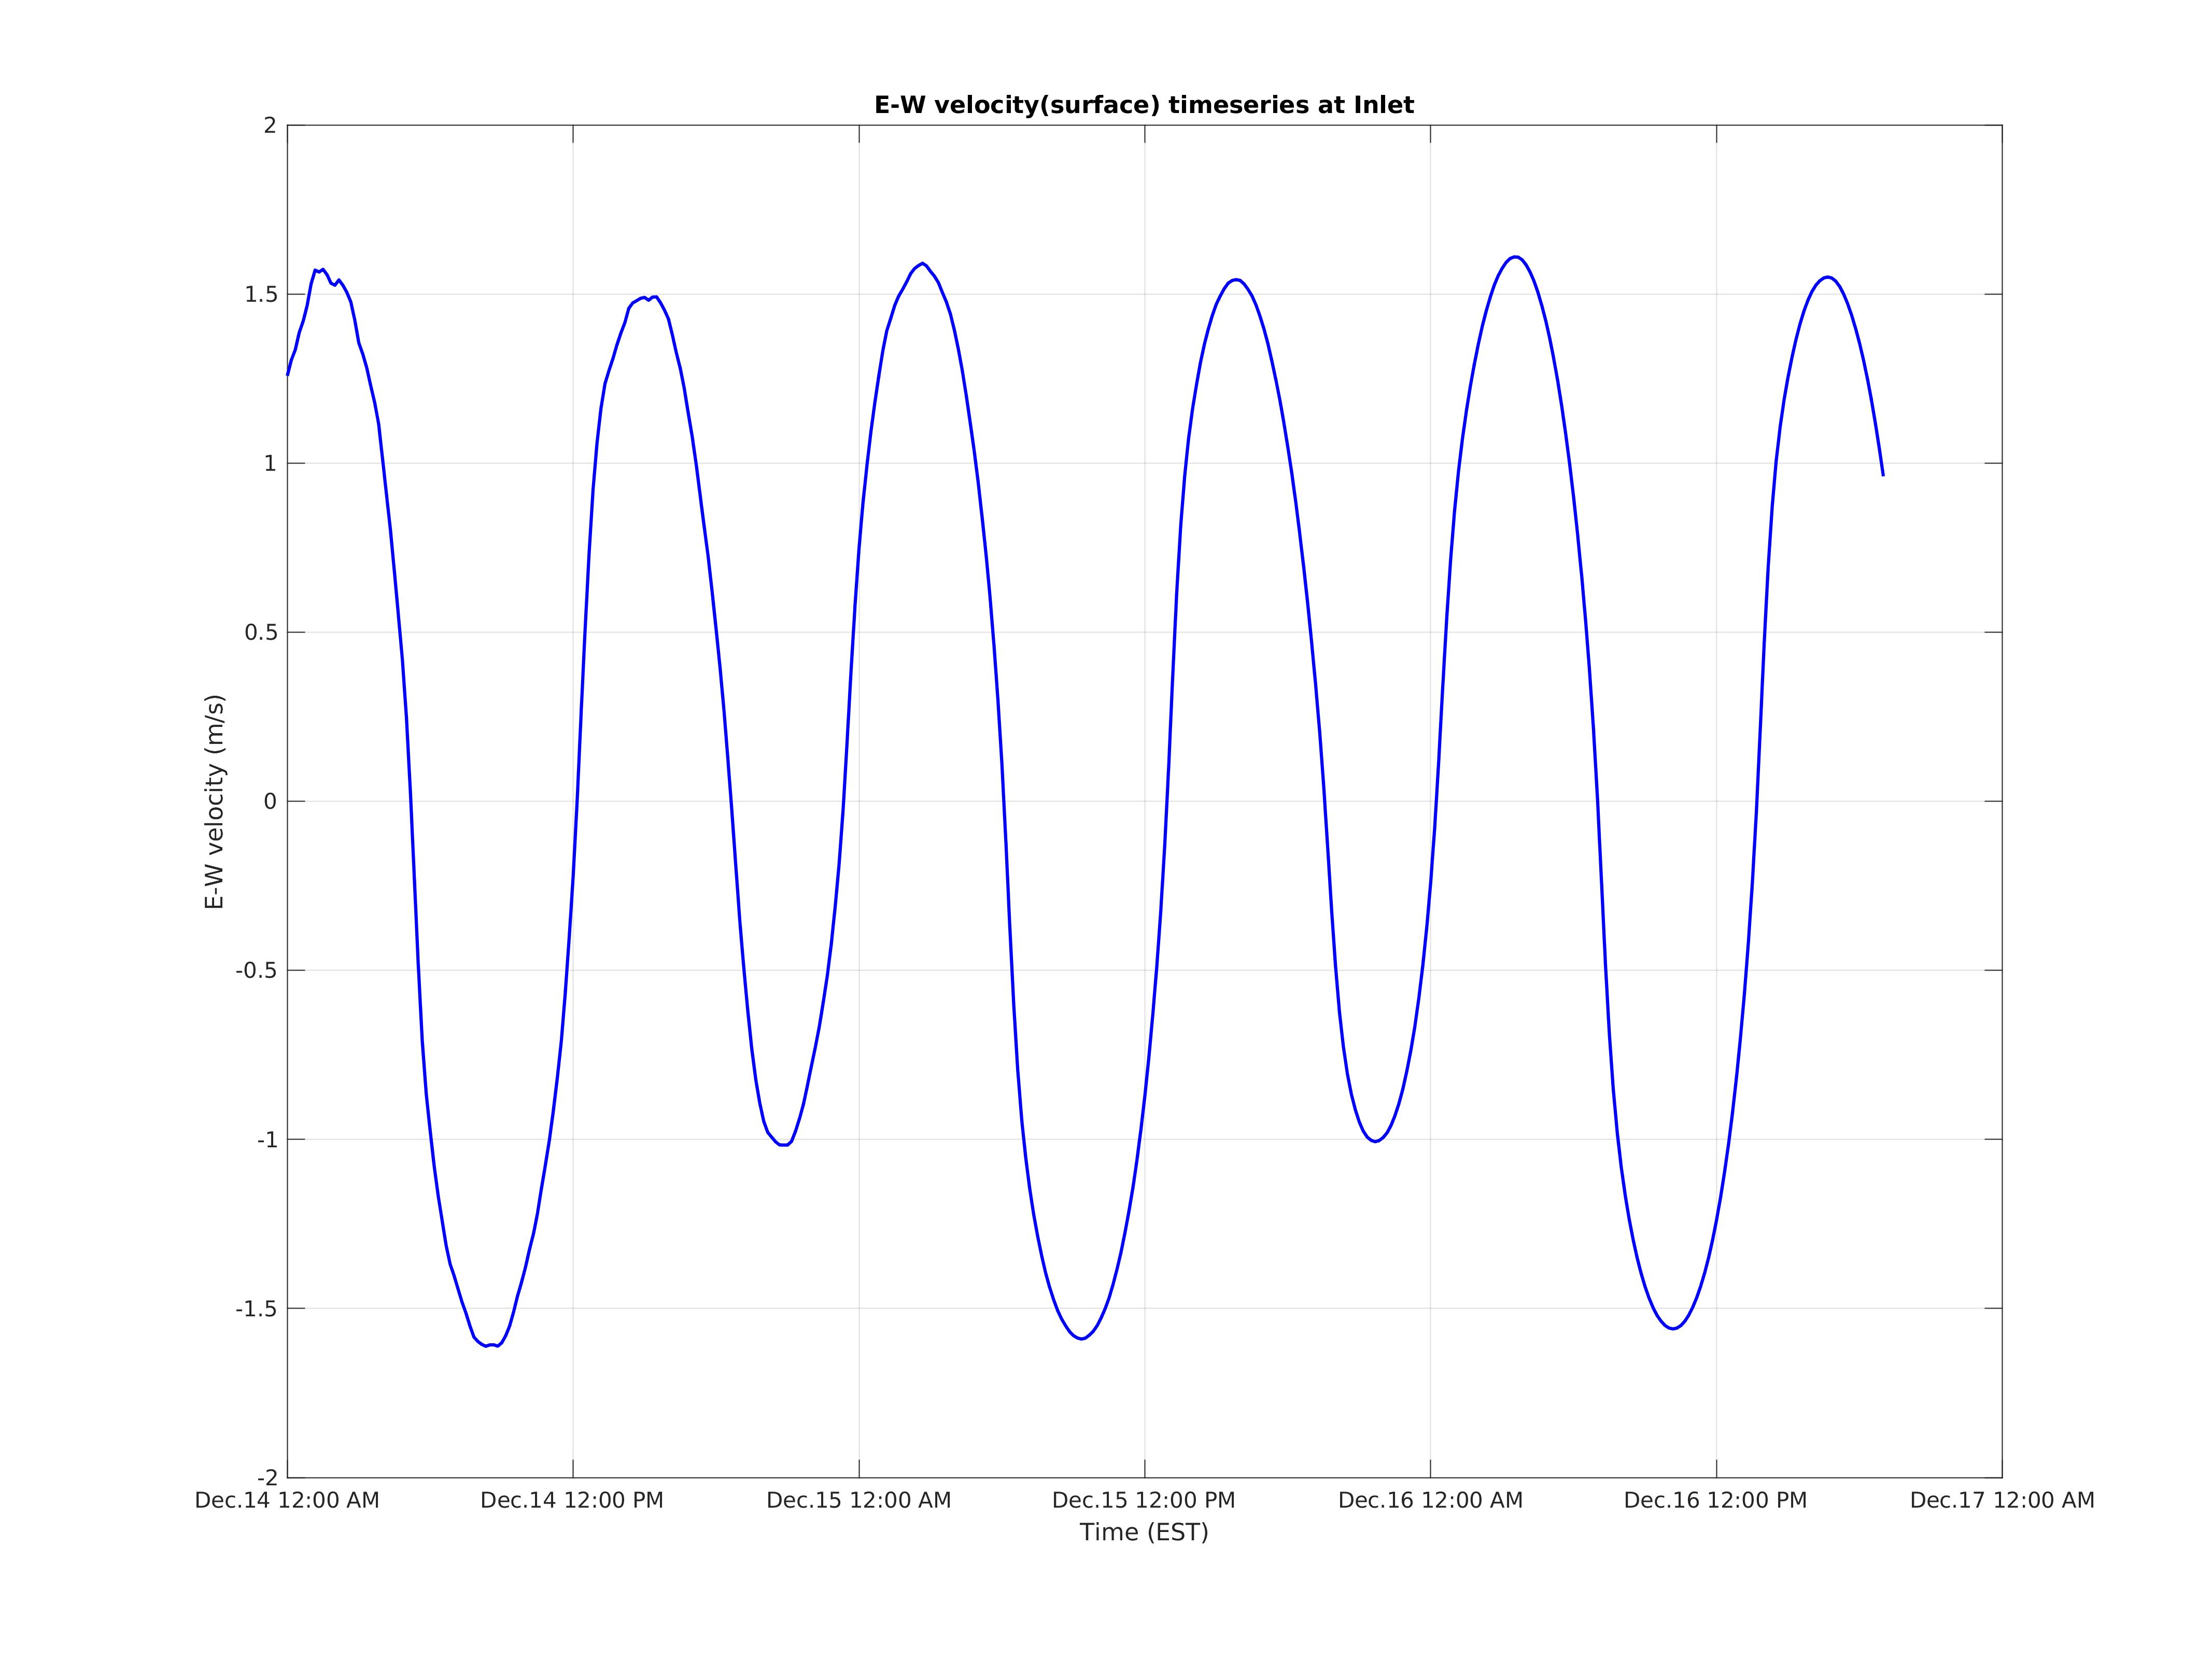 E-W velocity(surface) timeseries at Inlet
2
1.5
1
0.5
0
-0.5
-1
-1.5
-2
E-W velocity (m/s)
Dec.14 12:00 AM Dec.14 12:00 PM Dec.15 12:00 AM Dec.15 12:00 PM Dec.16 12:00 AM Dec.16 12:00 PM Dec.17 12:00 AM
Time (EST)